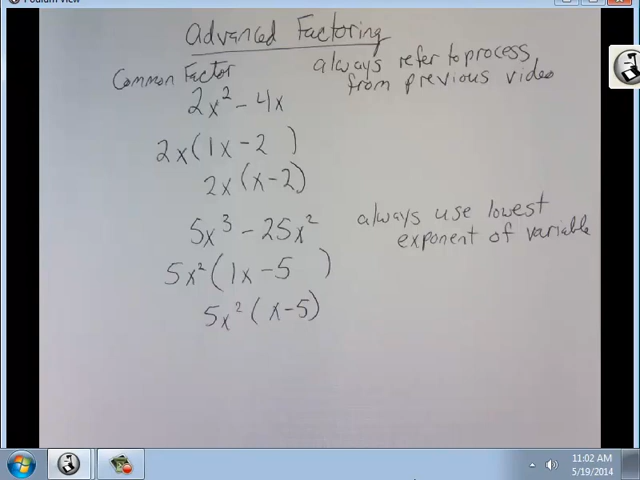 Podium View
Advanced Factoring
Common Factor
always refer to process
from previous video
2x² - 4x
2x(1x - 2 )
2x (x-2)
5x³ - 25x²
always use lowest
exponent of variable
5x² (1x - 5 )
5x² (x-5)
11:02 AM
5/19/2014